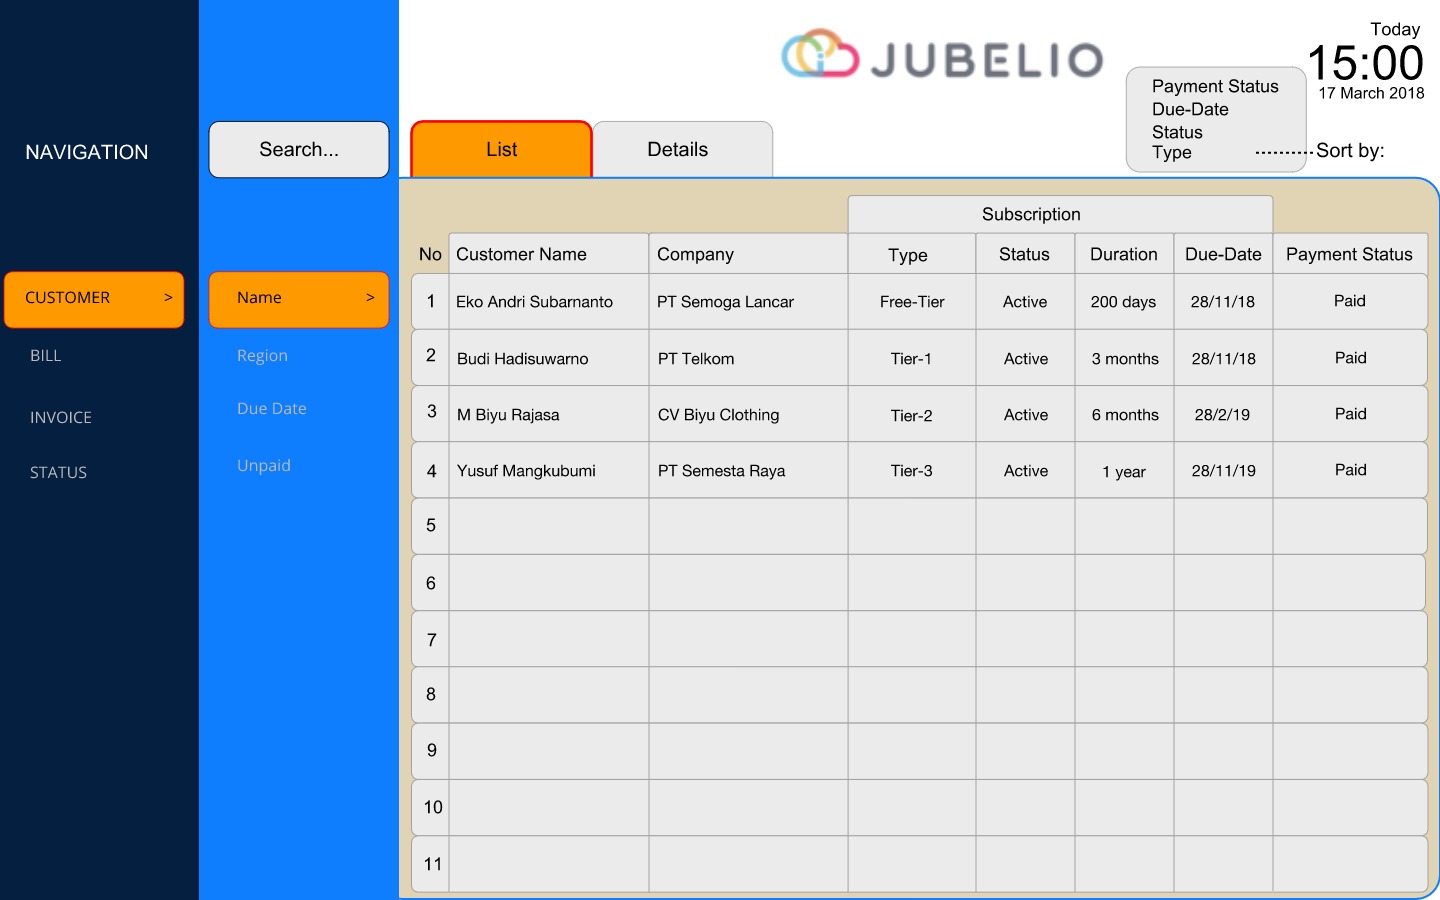 JUBELIO
Today
15:00
17 March 2018
Payment Status
Due-Date
Status
Type
Sort by:
NAVIGATION
Search...
List
Details
CUSTOMER >
BILL
INVOICE
STATUS
Name >
Region
Due Date
Unpaid
Subscription
No Customer Name Company Type Status Duration Due-Date Payment Status
1 Eko Andri Subarnanto PT Semoga Lancar Free-Tier Active 200 days 28/11/18 Paid
2 Budi Hadisuwarno PT Telkom Tier-1 Active 3 months 28/11/18 Paid
3 M Biyu Rajasa CV Biyu Clothing Tier-2 Active 6 months 28/2/19 Paid
4 Yusuf Mangkubumi PT Semesta Raya Tier-3 Active 1 year 28/11/19 Paid
5
6
7
8
9
10
11